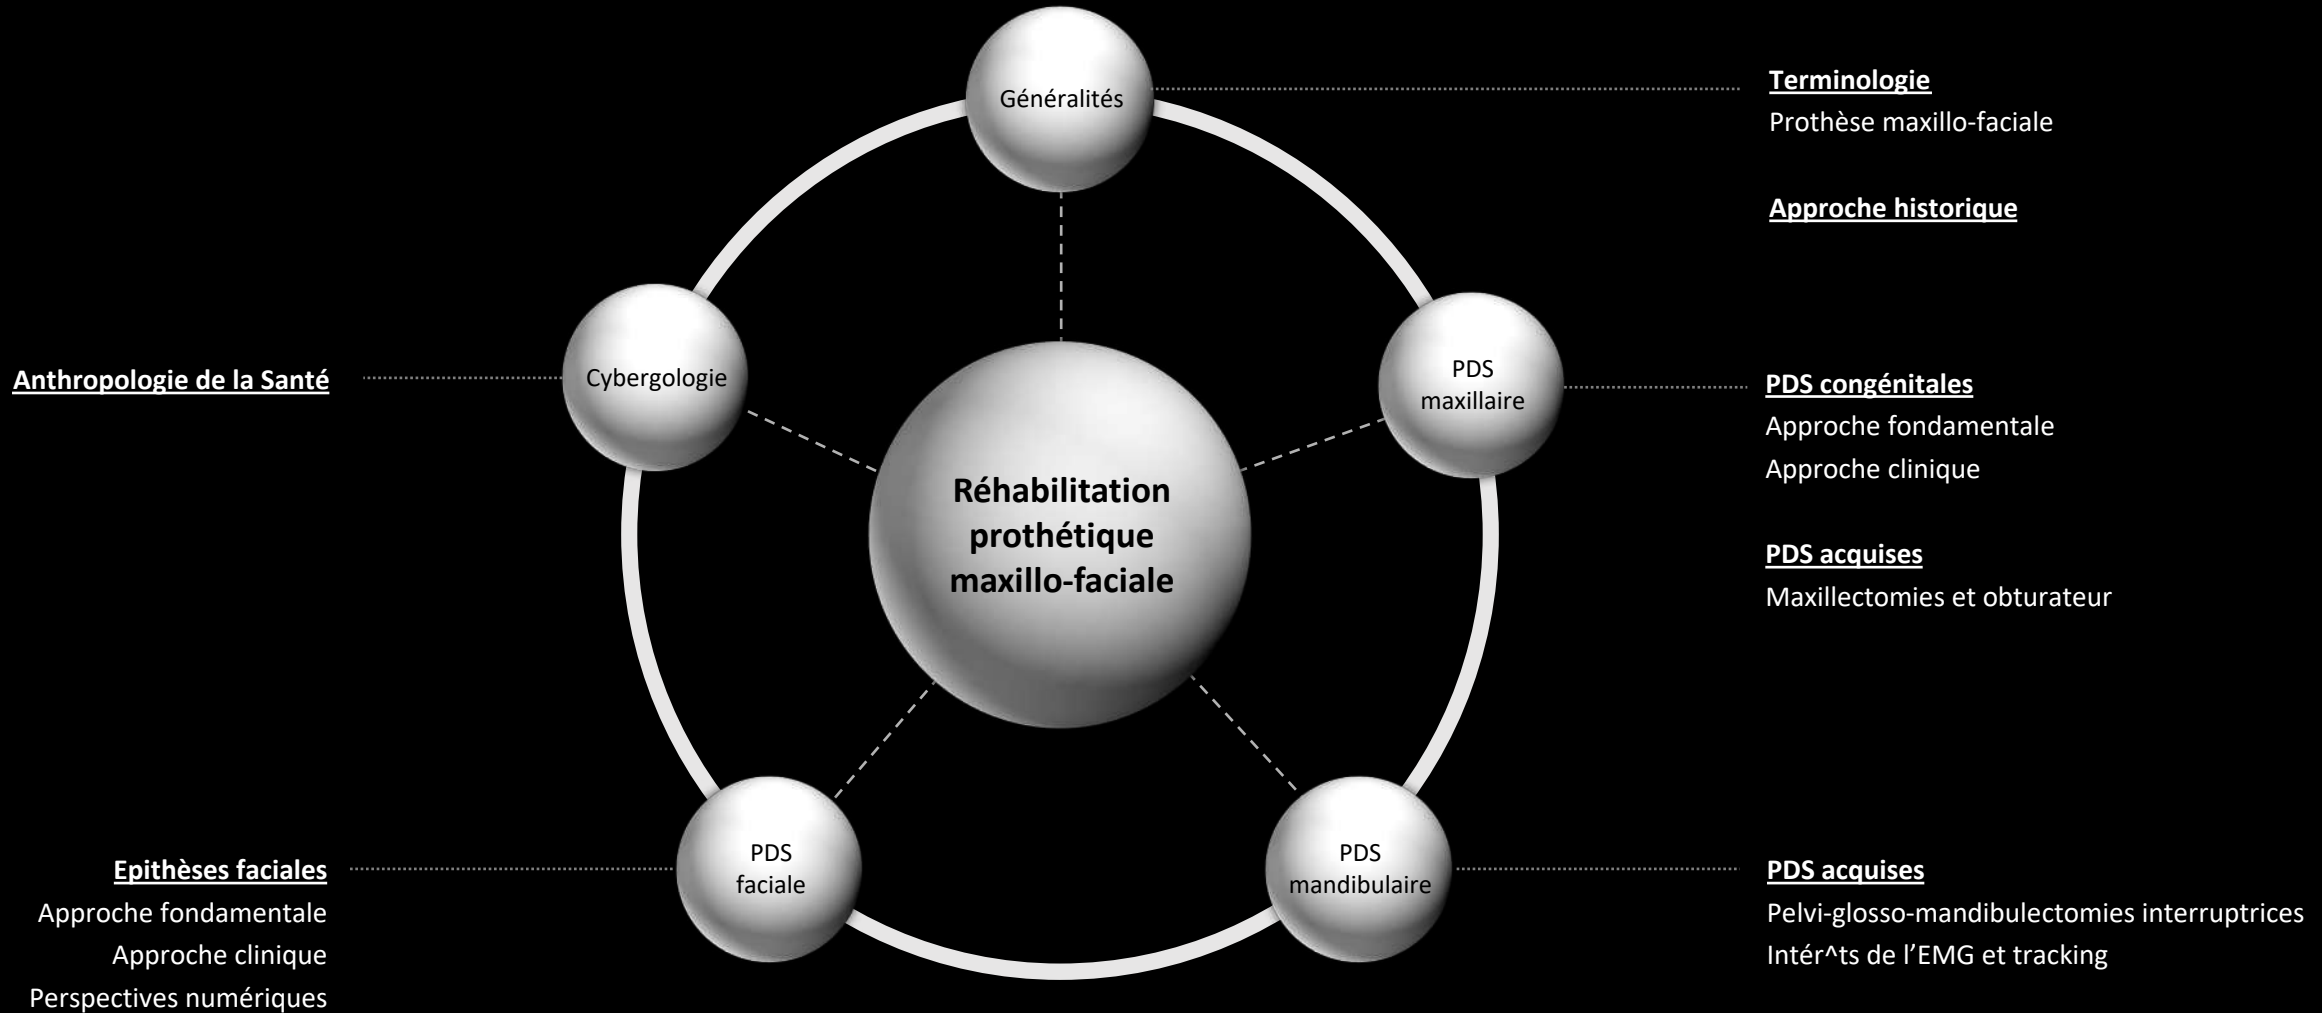 Généralités
Terminologie
Prothèse maxillo-faciale
Approche historique
PDS
maxillaire
PDS congénitales
Approche fondamentale
Approche clinique
PDS acquises
Maxillectomies et obturateur
Cybergologie
Anthropologie de la Santé
Réhabilitation
prothétique
maxillo-faciale
PDS
mandibulaire
PDS acquises
Pelvi-glosso-mandibulectomies interruptrices
Intér^ts de l’EMG et tracking
PDS
faciale
Epithèses faciales
Approche fondamentale
Approche clinique
Perspectives numériques